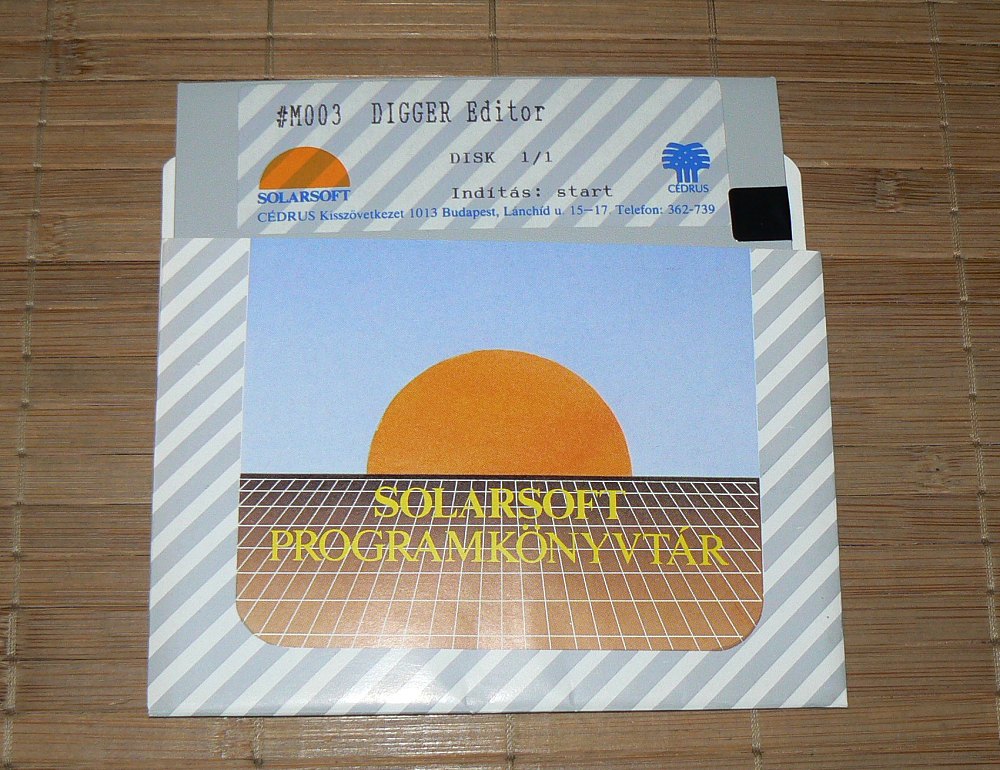 #M003 DIGGER Editor
DISK 1/1
SOLARSOFT
CÉDRUS
Indítás: start
CÉDRUS Kisszövetkezet 1013 Budapest, Lánchíd u. 15—17. Telefon: 362-739
SOLARSOFT
PROGRAMKÖNYVTÁR